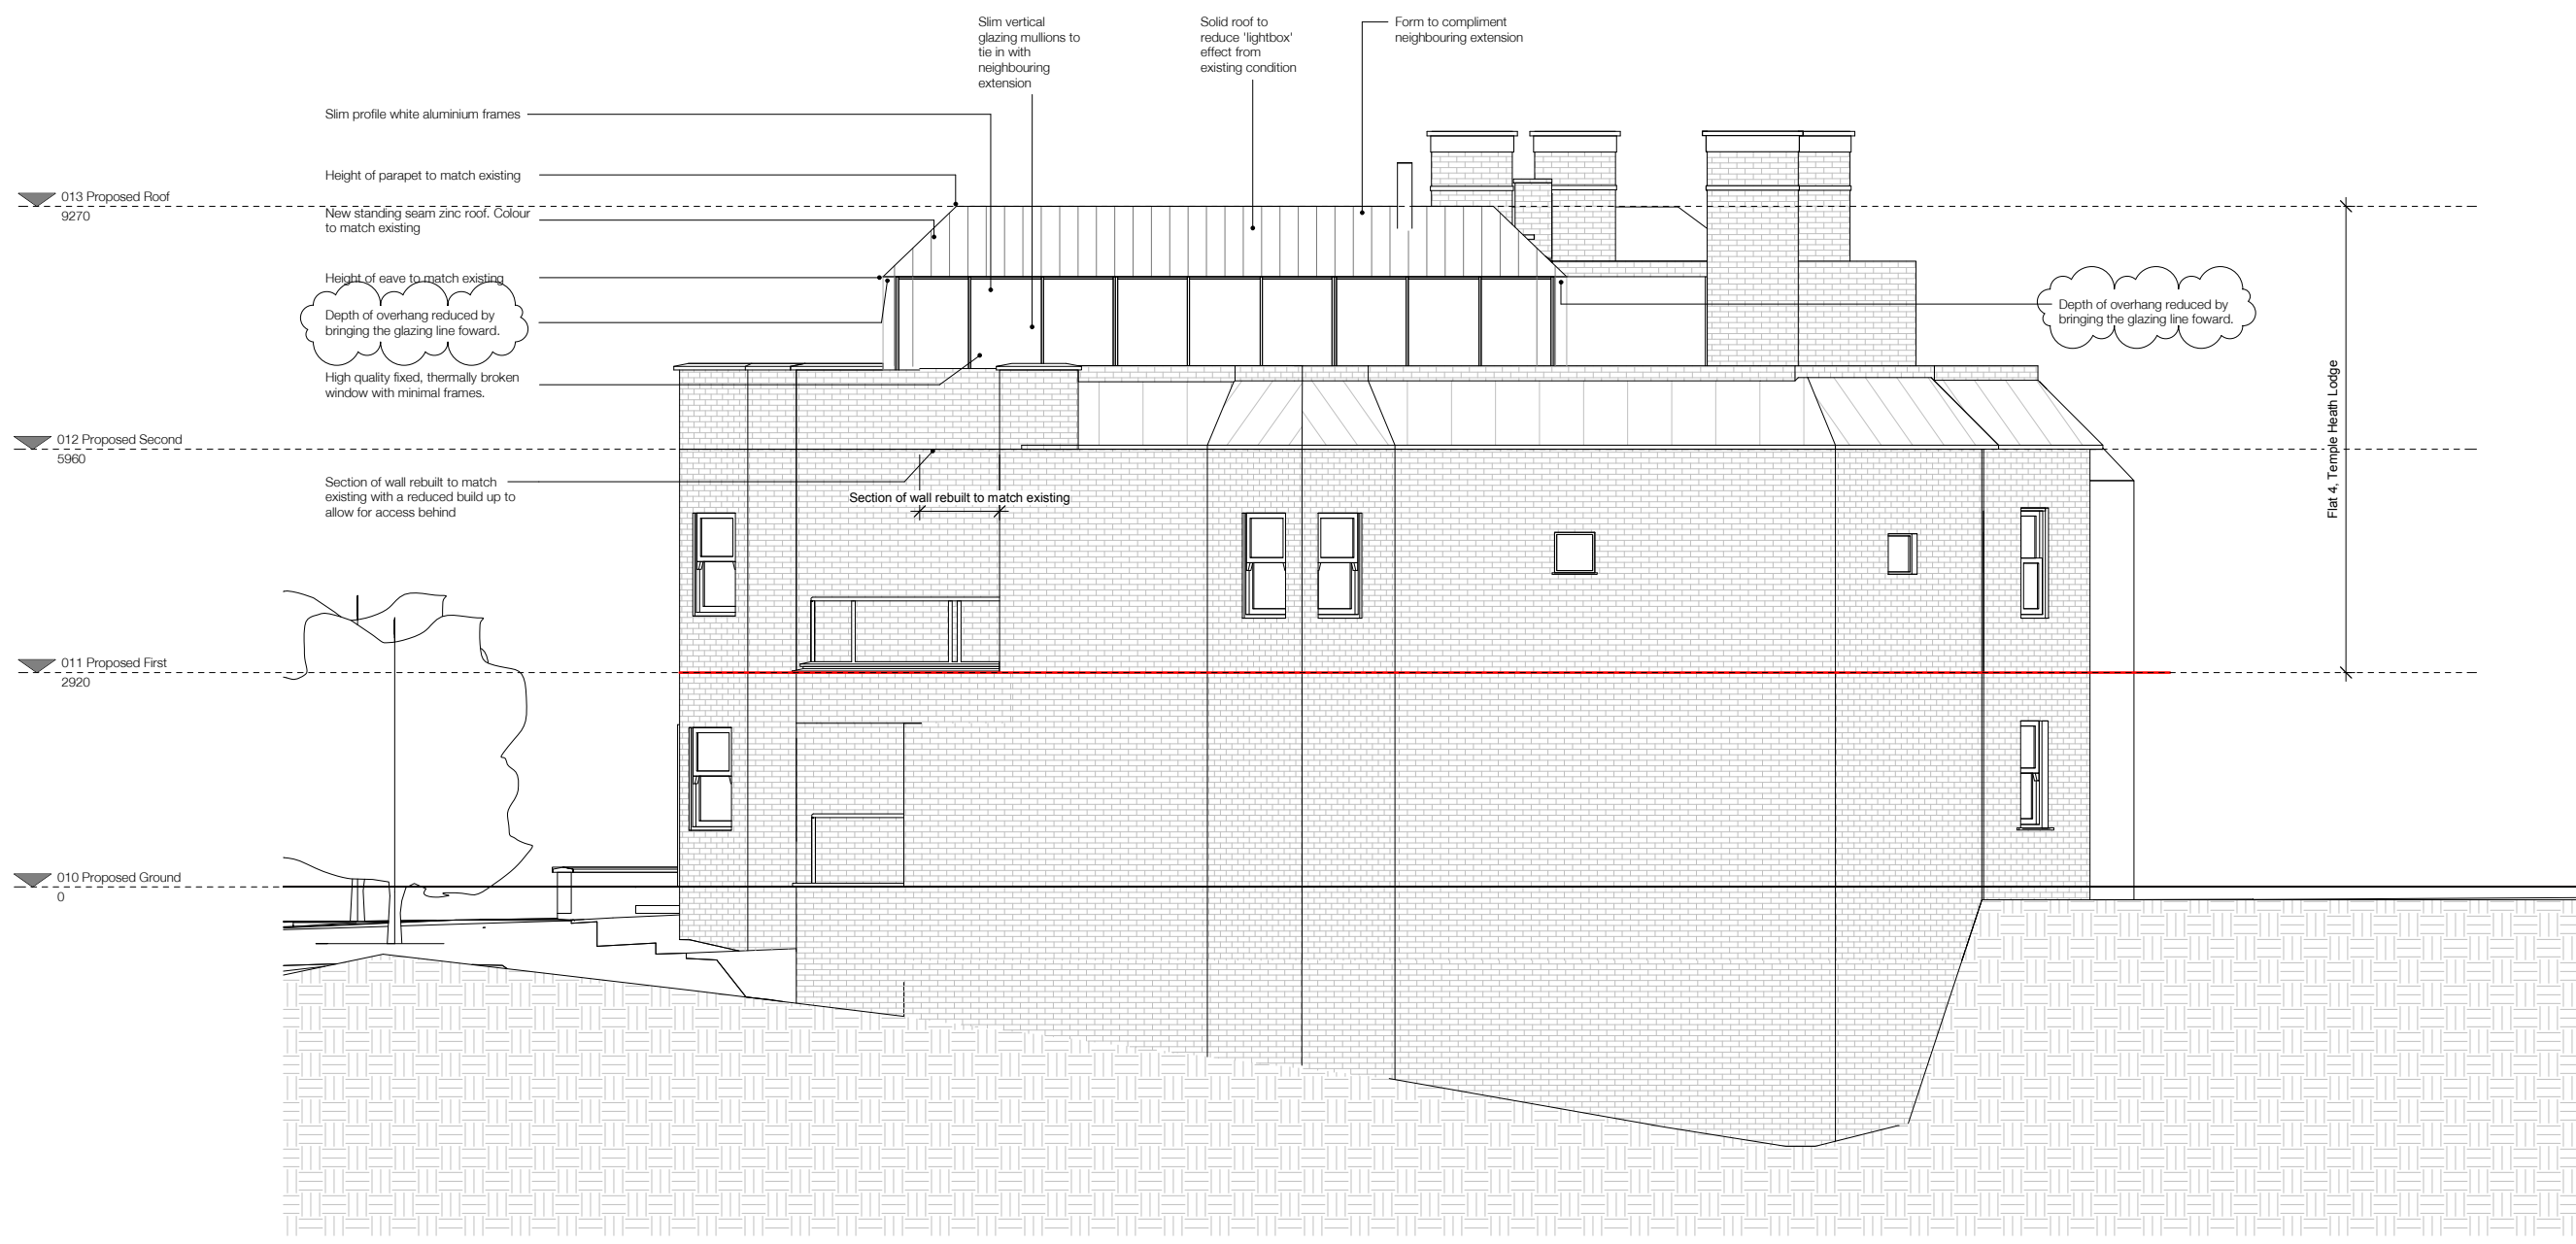 Slim vertical
glazing mullions to
tie in with
neighbouring
extension
Solid roof to
reduce 'lightbox'
effect from
existing condition
Form to compliment
neighbouring extension
Slim profile white aluminium frames
Height of parapet to match existing
013 Proposed Roof
9270
New standing seam zinc roof. Colour
to match existing
Height of eave to match existing
Depth of overhang reduced by
bringing the glazing line foward.
Depth of overhang reduced by
bringing the glazing line foward.
High quality fixed, thermally broken
window with minimal frames.
Flat 4, Temple Heath Lodge
012 Proposed Second
5960
Section of wall rebuilt to match
existing with a reduced build up to
allow for access behind
Section of wall rebuilt to match existing
011 Proposed First
2920
010 Proposed Ground
0